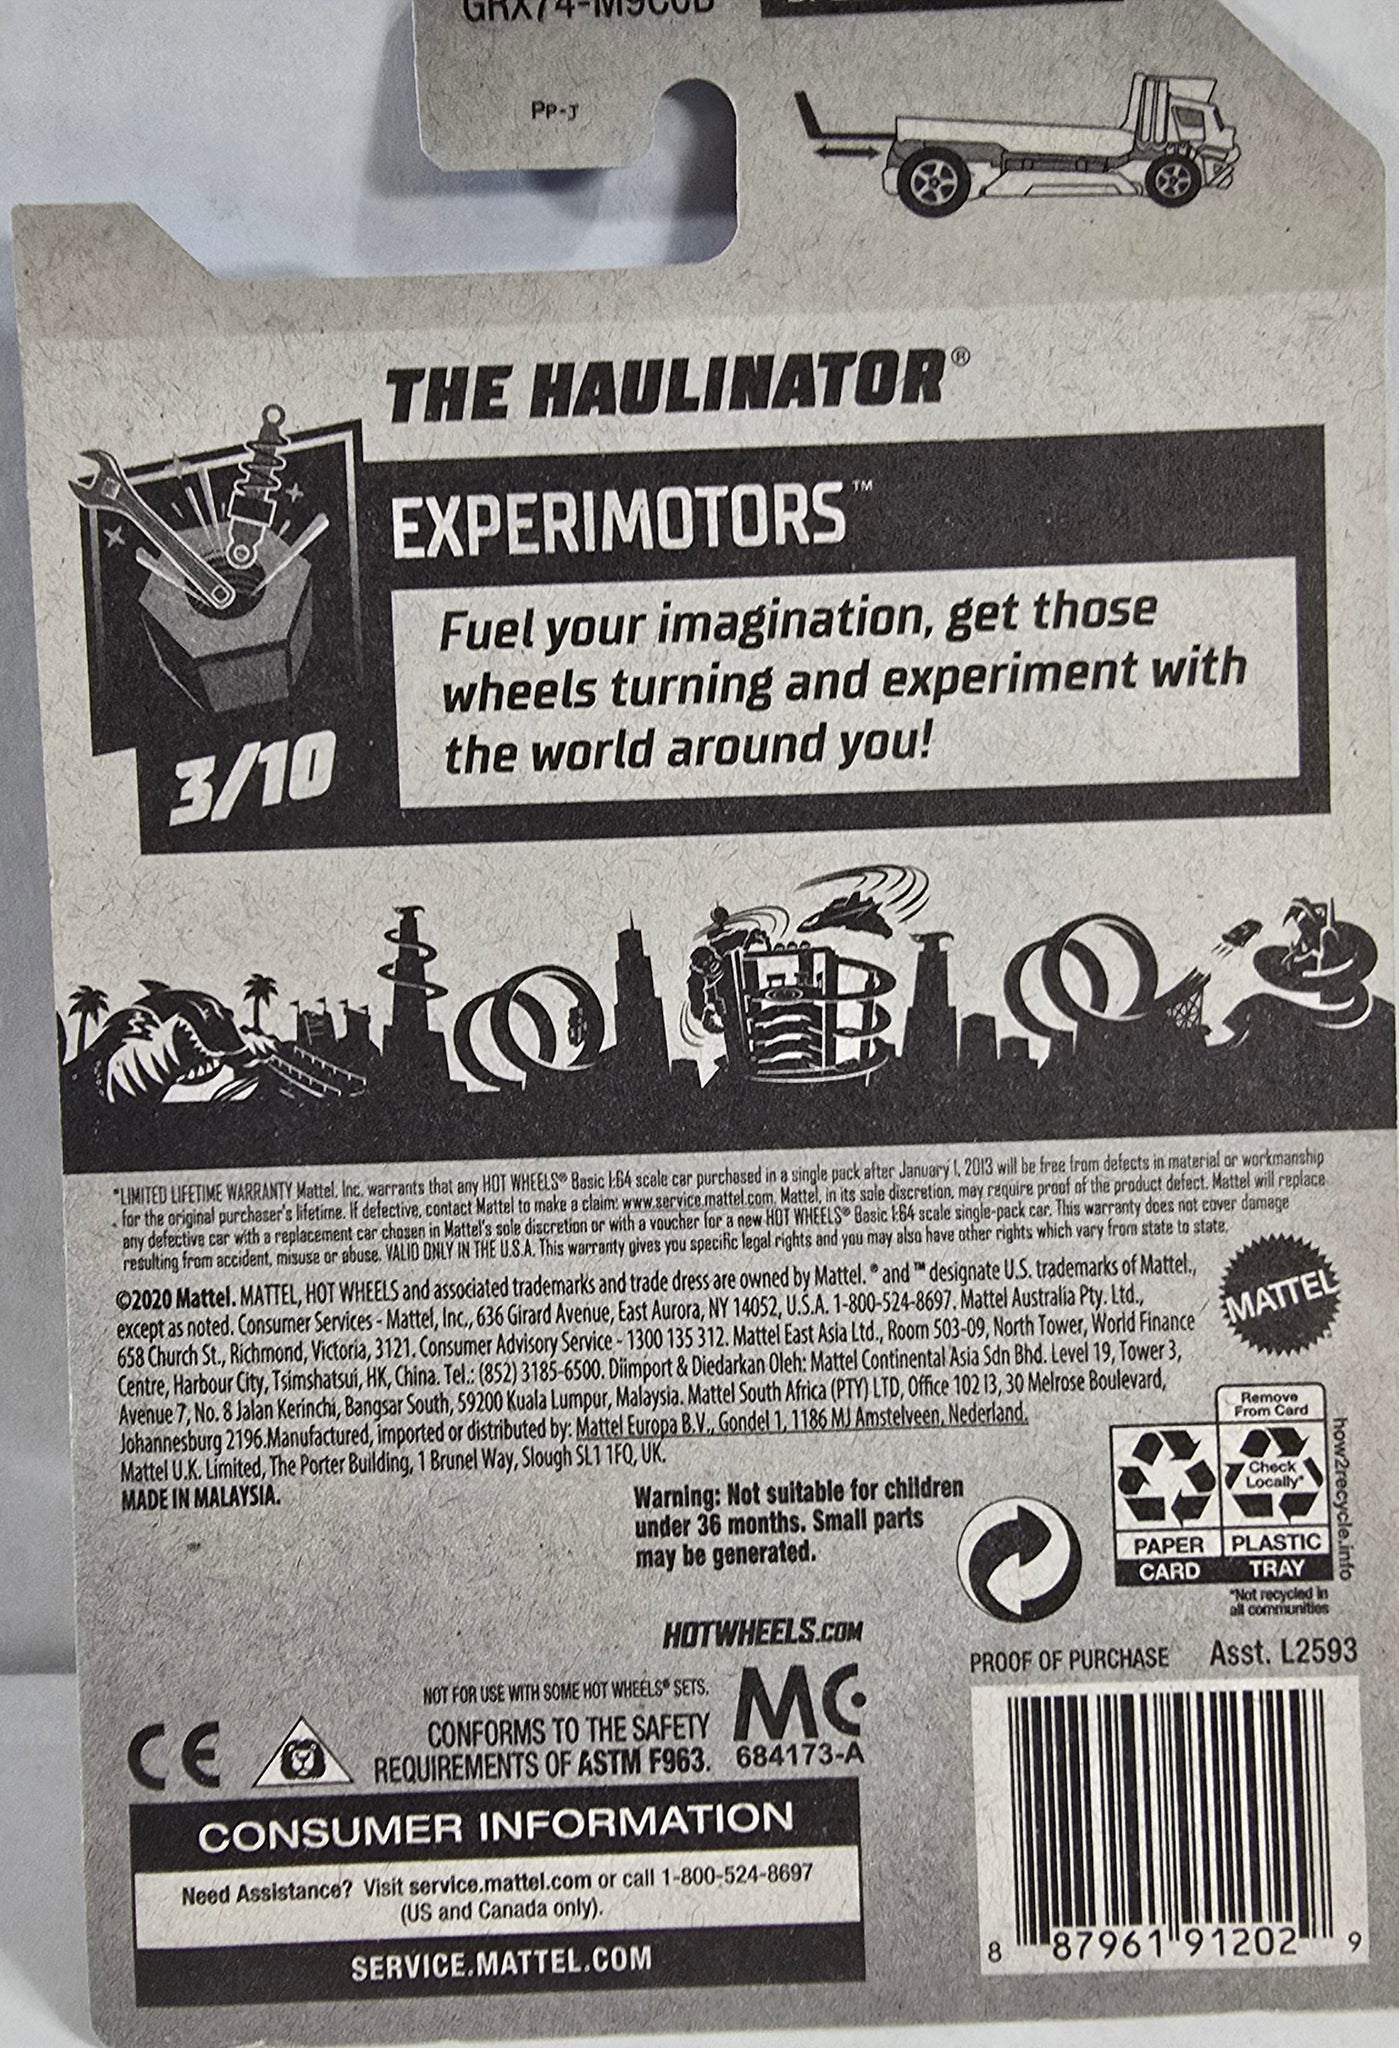 Pp-J
THE HAULINATOR®
EXPERIMOTORS™
Fuel your imagination, get those
wheels turning and experiment with
the world around you!
3/10
*LIMITED LIFETIME WARRANTY Mattel, Inc. warrants that any HOT WHEELS® Basic 1:64 scale car purchased in a single pack after January 1, 2013 will be free from defects in material or workmanship
for the original purchaser's lifetime. If defective, contact Mattel to make a claim: www.service.mattel.com. Mattel, in its sole discretion, may require proof of the product defect. Mattel will replace
any defective car with a replacement car chosen in Mattel's sole discretion or with a voucher for a new HOT WHEELS® Basic 1:64 scale single-pack car. This warranty does not cover damage
resulting from accident, misuse or abuse. VALID ONLY IN THE U.S.A. This warranty gives you specific legal rights and you may also have other rights which vary from state to state.
©2020 Mattel. MATTEL, HOT WHEELS and associated trademarks and trade dress are owned by Mattel. ® and ™ designate U.S. trademarks of Mattel,
except as noted. Consumer Services - Mattel, Inc., 636 Girard Avenue, East Aurora, NY 14052, U.S.A. 1-800-524-8697. Mattel Australia Pty. Ltd.,
658 Church St., Richmond, Victoria, 3121. Consumer Advisory Service - 1300 135 312. Mattel East Asia Ltd., Room 503-09, North Tower, World Finance
Centre, Harbour City, Tsimshatsui, HK, China. Tel.: (852) 3185-6500. Diimport & Diedarkan Oleh: Mattel Continental Asia Sdn Bhd. Level 19, Tower 3,
Avenue 7, No. 8 Jalan Kerinchi, Bangsar South, 59200 Kuala Lumpur, Malaysia. Mattel South Africa (PTY) LTD, Office 102 I3, 30 Melrose Boulevard,
Johannesburg 2196.Manufactured, imported or distributed by: Mattel Europa B.V., Gondel 1, 1186 MJ Amstelveen, Nederland.
Mattel U.K. Limited, The Porter Building, 1 Brunel Way, Slough SL1 1FQ, UK.
MADE IN MALAYSIA.
MATTEL
Warning: Not suitable for children
under 36 months. Small parts
may be generated.
Remove
From Card
Check
Locally*
PAPER
PLASTIC
CARD
TRAY
how2recycle.info
*Not recycled in
all communities
HOTWHEELS.COM
PROOF OF PURCHASE
Asst. L2593
NOT FOR USE WITH SOME HOT WHEELS® SETS.
CONFORMS TO THE SAFETY
REQUIREMENTS OF ASTM F963.
MC
684173-A
CE
CONSUMER INFORMATION
Need Assistance? Visit service.mattel.com or call 1-800-524-8697
(US and Canada only).
SERVICE.MATTEL.COM
8 87961 91202 9